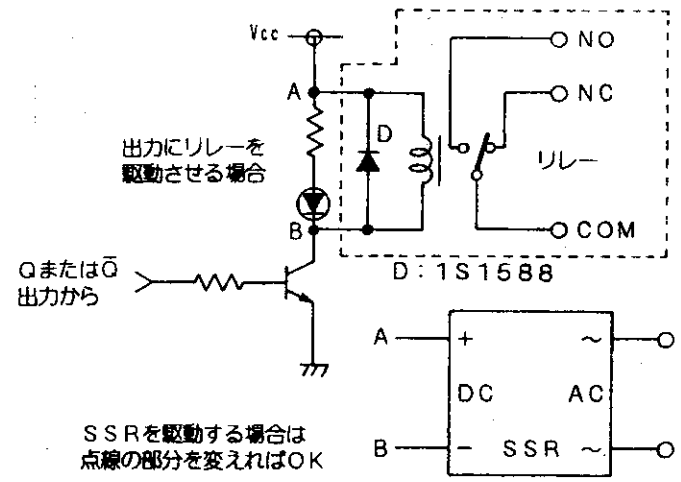 Vcc
A
NO
NC
D
出力にリレーを
駆動させる場合
リレー
B
COM
QまたはQ̄
出力から
D:1S1588
A
+
~
DC
AC
B
-
SSR
~
SSRを駆動する場合は
点線の部分を変えればOK